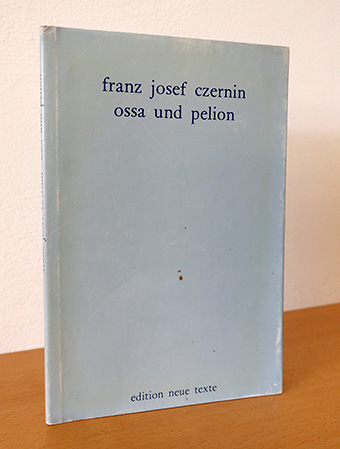 franz josef czernin
ossa und pelion
edition neue texte